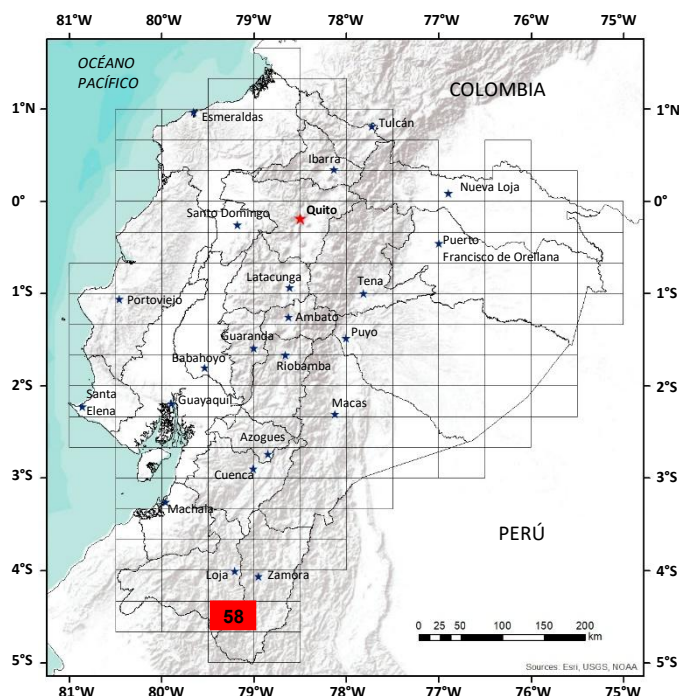 81°W 80°W 79°W 78°W 77°W 76°W 75°W
OCÉANO
PACÍFICO
COLOMBIA
1°N 1°N
Esmeraldas
Tulcán
Ibarra
Nueva Loja
0° 0°
Santo Domingo
Quito
Puerto
Francisco de Orellana
Latacunga
Tena
1°S 1°S
Portoviejo
Ambato
Guaranda
Puyo
Babahoyo
Riobamba
2°S 2°S
Santa
Elena
Guayaquil
Macas
Azogues
3°S 3°S
Cuenca
Machala
PERÚ
4°S 4°S
Loja
Zamora
58
0 25 50 100 150 200
km
5°S 5°S
Sources: Esri, USGS, NOAA
81°W 80°W 79°W 78°W 77°W 76°W 75°W